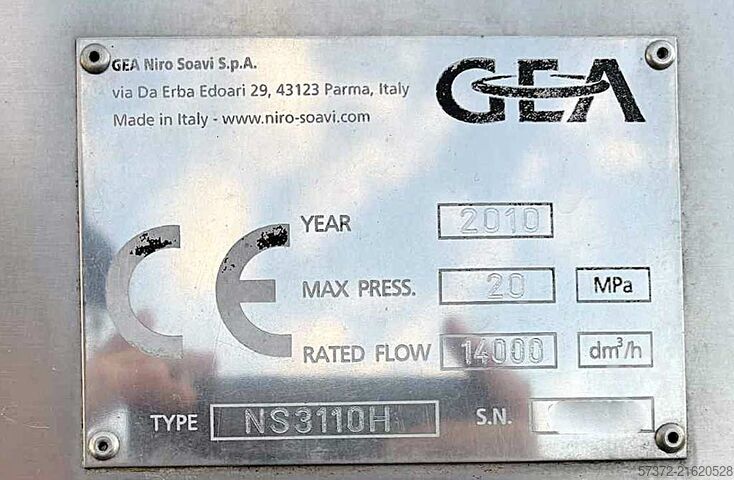 GEA Niro Soavi S.p.A.
via Da Erba Edoari 29, 43123 Parma, Italy
Made in Italy - www.niro-soavi.com
GEA
CE
YEAR 2010
MAX PRESS. 20 MPa
RATED FLOW 14000 dm³/h
TYPE NS3110H S.N.
57372-21620528